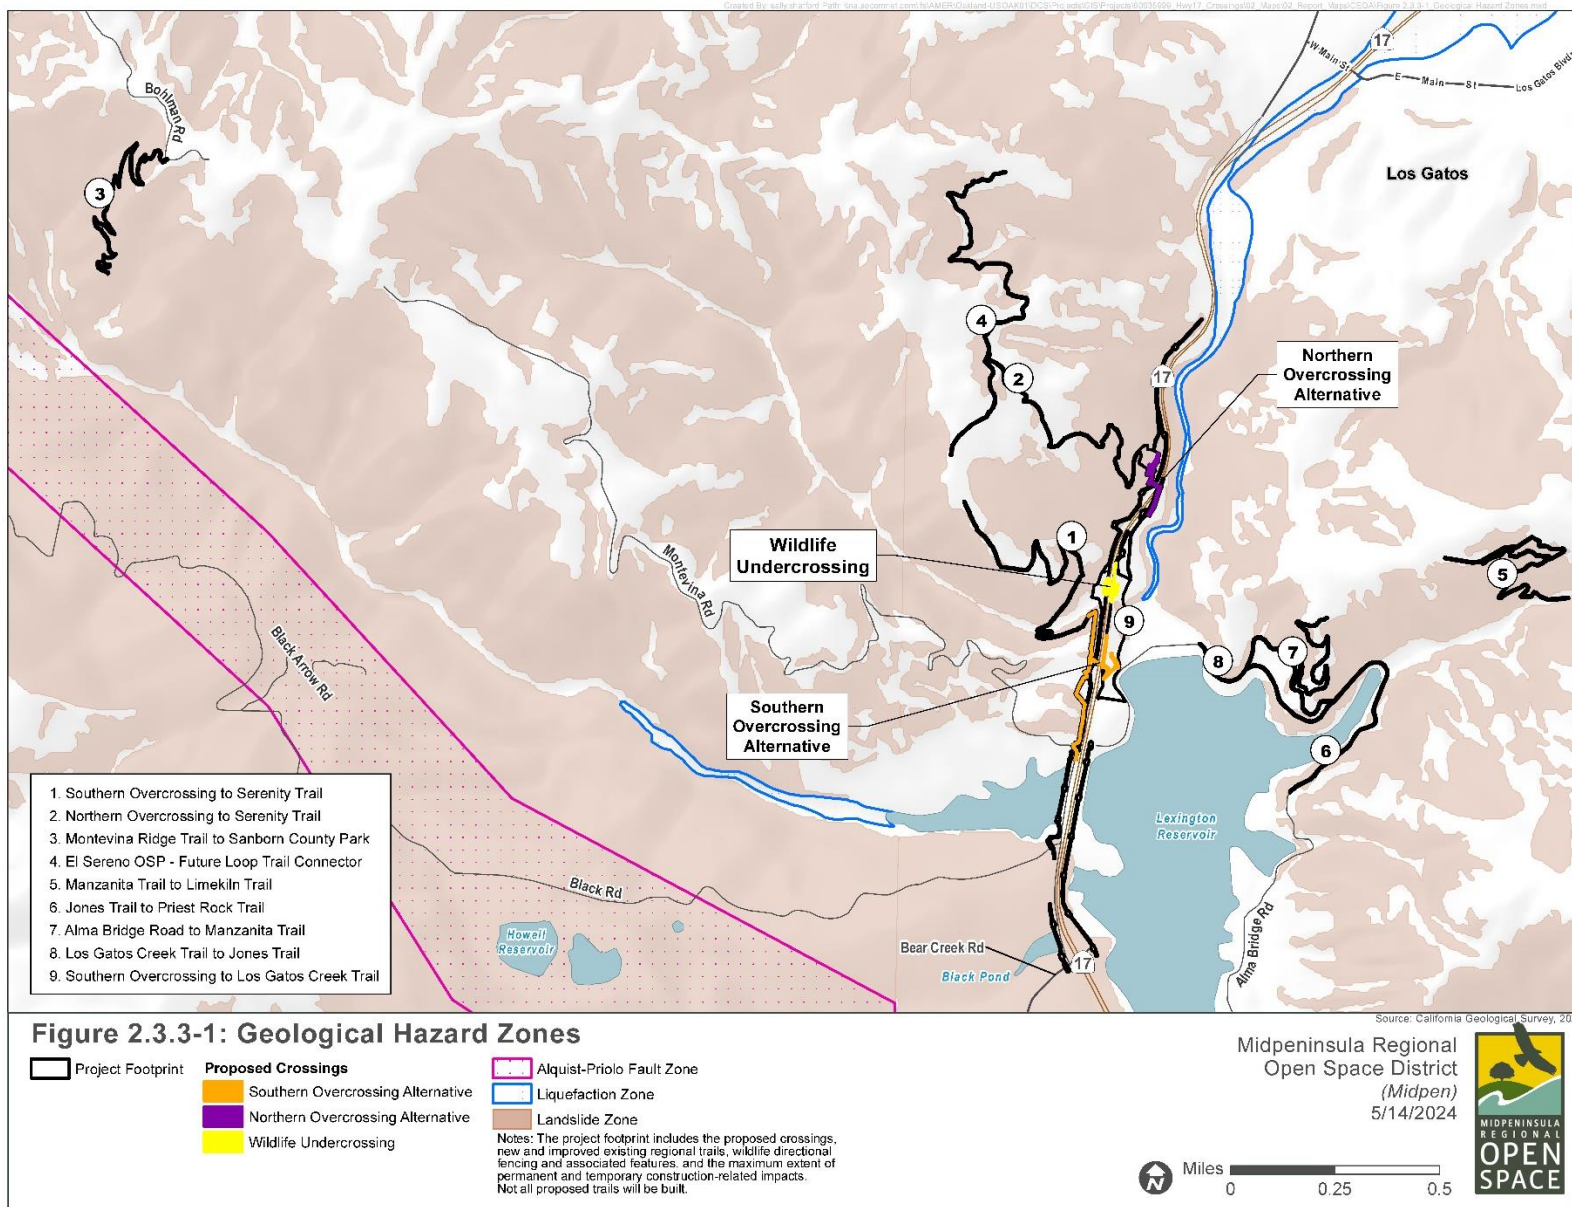 Bohlman Rd
3
17
W Main St
E Main St
Los Gatos Blvd
Los Gatos
4
2
17
Northern
Overcrossing
Alternative
1
Wildlife
Undercrossing
5
Montevina Rd
9
8
7
Black Arrow Rd
Southern
Overcrossing
Alternative
6
1. Southern Overcrossing to Serenity Trail
2. Northern Overcrossing to Serenity Trail
3. Montevina Ridge Trail to Sanborn County Park
4. El Sereno OSP - Future Loop Trail Connector
5. Manzanita Trail to Limekiln Trail
6. Jones Trail to Priest Rock Trail
7. Alma Bridge Road to Manzanita Trail
8. Los Gatos Creek Trail to Jones Trail
9. Southern Overcrossing to Los Gatos Creek Trail
Lexington
Reservoir
Black Rd
Howell
Reservoir
Bear Creek Rd
Black Pond
17
Alma Bridge Rd
Figure 2.3.3-1: Geological Hazard Zones
Source: California Geological Survey, 20
Project Footprint
Proposed Crossings
Southern Overcrossing Alternative
Northern Overcrossing Alternative
Wildlife Undercrossing
Alquist-Priolo Fault Zone
Liquefaction Zone
Landslide Zone
Notes: The project footprint includes the proposed crossings,
new and improved existing regional trails, wildlife directional
fencing and associated features, and the maximum extent of
permanent and temporary construction-related impacts.
Not all proposed trails will be built.
Midpeninsula Regional
Open Space District
(Midpen)
5/14/2024
N
Miles
0 0.25 0.5
MIDPENINSULA
REGIONAL
OPEN
SPACE